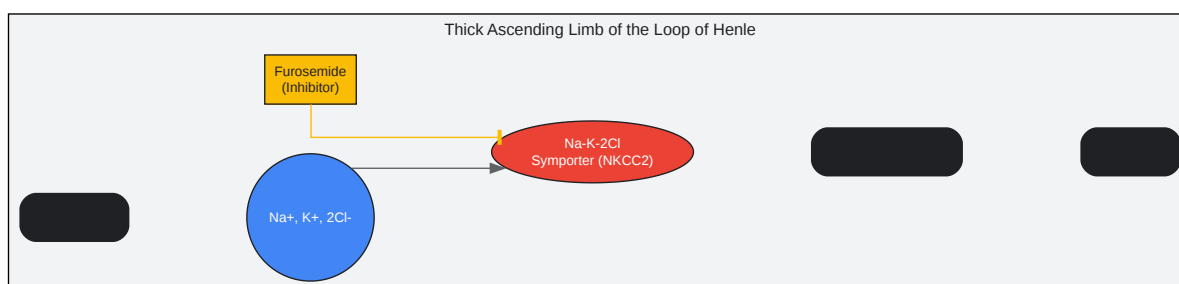 Thick Ascending Limb of the Loop of Henle
Furosemide
(Inhibitor)
Na-K-2Cl
Symporter (NKCC2)
Na+, K+, 2Cl-